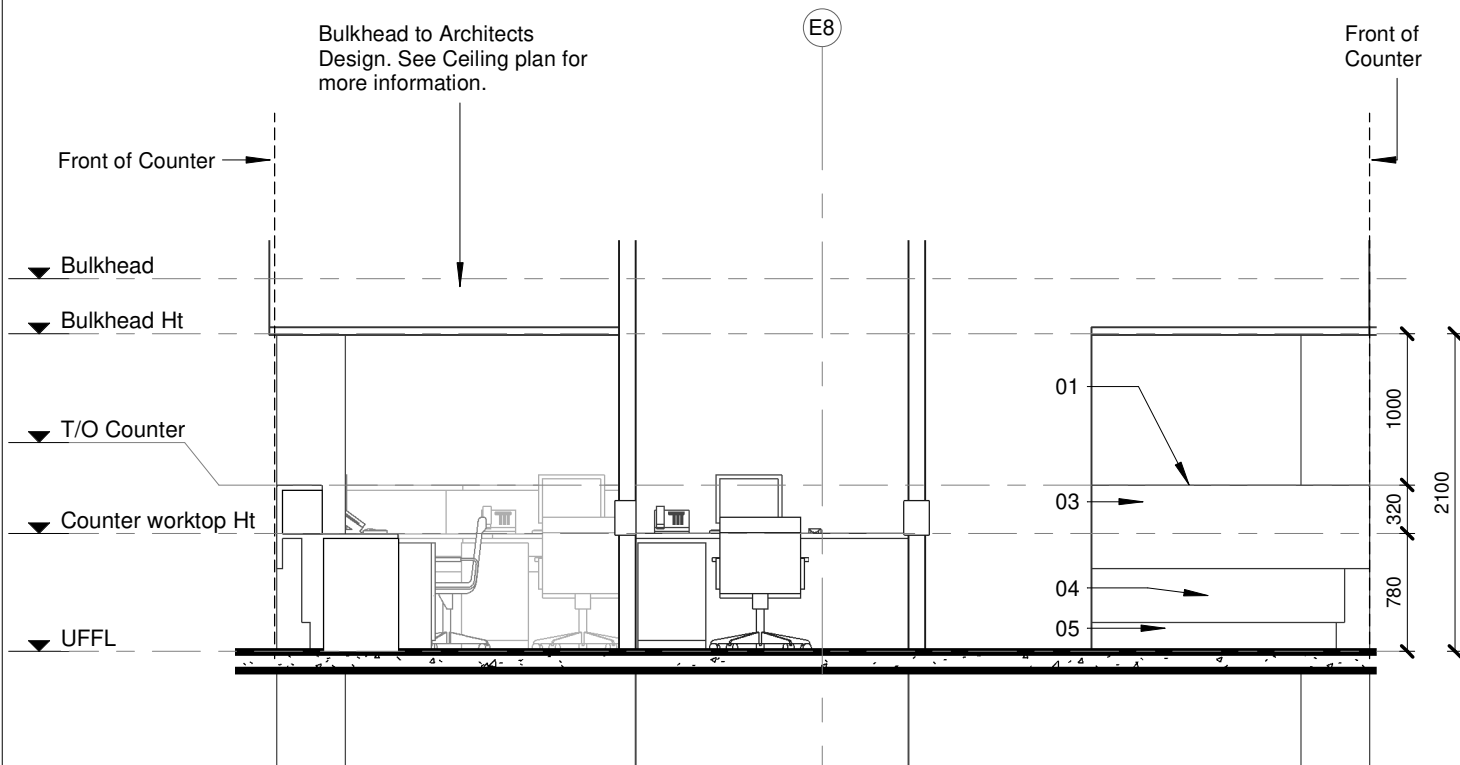 Bulkhead to Architects
Design. See Ceiling plan for
more information.
E8
Front of
Counter
Front of Counter
Bulkhead
Bulkhead Ht
01
1000
T/O Counter
03
320
2100
Counter worktop Ht
04
780
05
UFFL